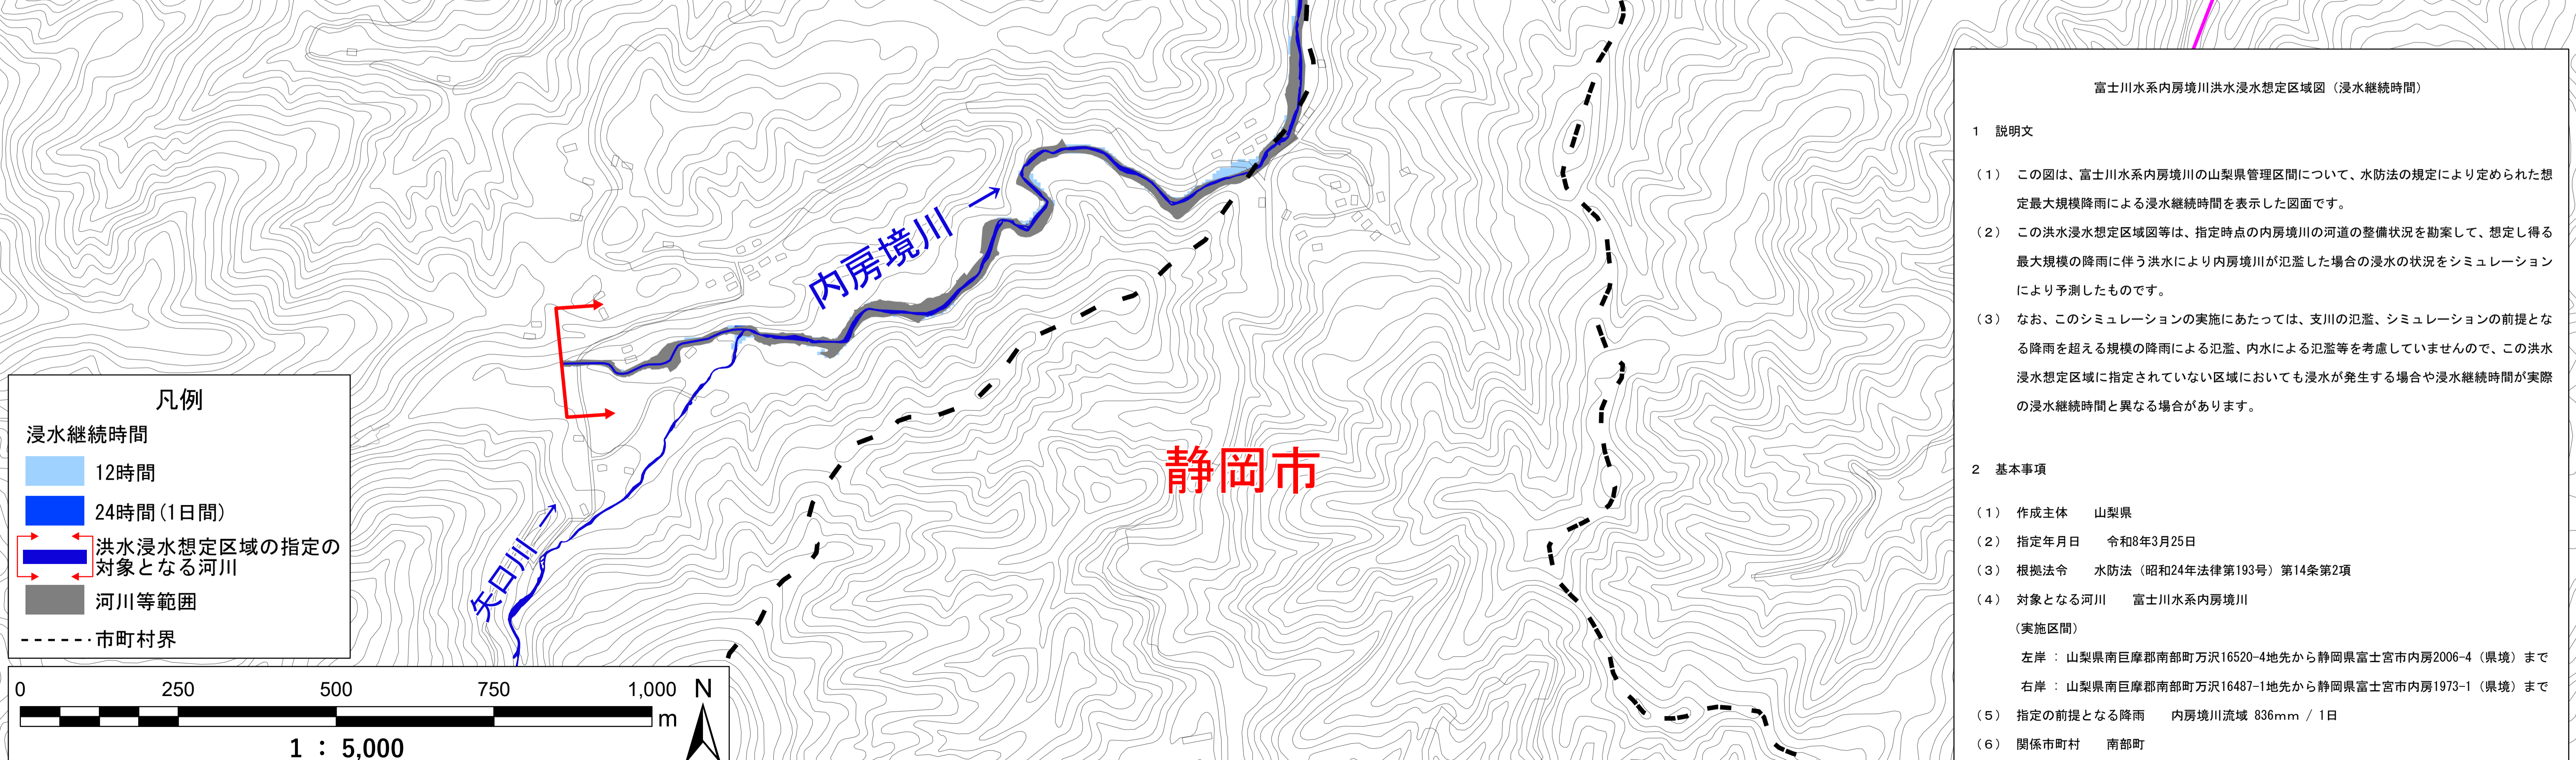 内房境川
静岡市
矢口川
凡例
浸水継続時間
12時間
24時間(1日間)
洪水浸水想定区域の指定の
対象となる河川
河川等範囲
市町村界
0 250 500 750 1,000 m
N
1 : 5,000
富士川水系内房境川洪水浸水想定区域図（浸水継続時間）
1 説明文
（1） この図は、富士川水系内房境川の山梨県管理区間について、水防法の規定により定められた想
定最大規模降雨による浸水継続時間を表示した図面です。
（2） この洪水浸水想定区域図等は、指定時点の内房境川の河道の整備状況を勘案して、想定し得る
最大規模の降雨に伴う洪水により内房境川が氾濫した場合の浸水の状況をシミュレーション
により予測したものです。
（3） なお、このシミュレーションの実施にあたっては、支川の氾濫、シミュレーションの前提とな
る降雨を超える規模の降雨による氾濫、内水による氾濫等を考慮していませんので、この洪水
浸水想定区域に指定されていない区域においても浸水が発生する場合や浸水継続時間が実際
の浸水継続時間と異なる場合があります。
2 基本事項
（1） 作成主体 山梨県
（2） 指定年月日 令和8年3月25日
（3） 根拠法令 水防法（昭和24年法律第193号）第14条第2項
（4） 対象となる河川 富士川水系内房境川
（実施区間）
左岸 : 山梨県南巨摩郡南部町万沢16520-4地先から静岡県富士宮市内房2006-4（県境）まで
右岸 : 山梨県南巨摩郡南部町万沢16487-1地先から静岡県富士宮市内房1973-1（県境）まで
（5） 指定の前提となる降雨 内房境川流域 836mm / 1日
（6） 関係市町村 南部町